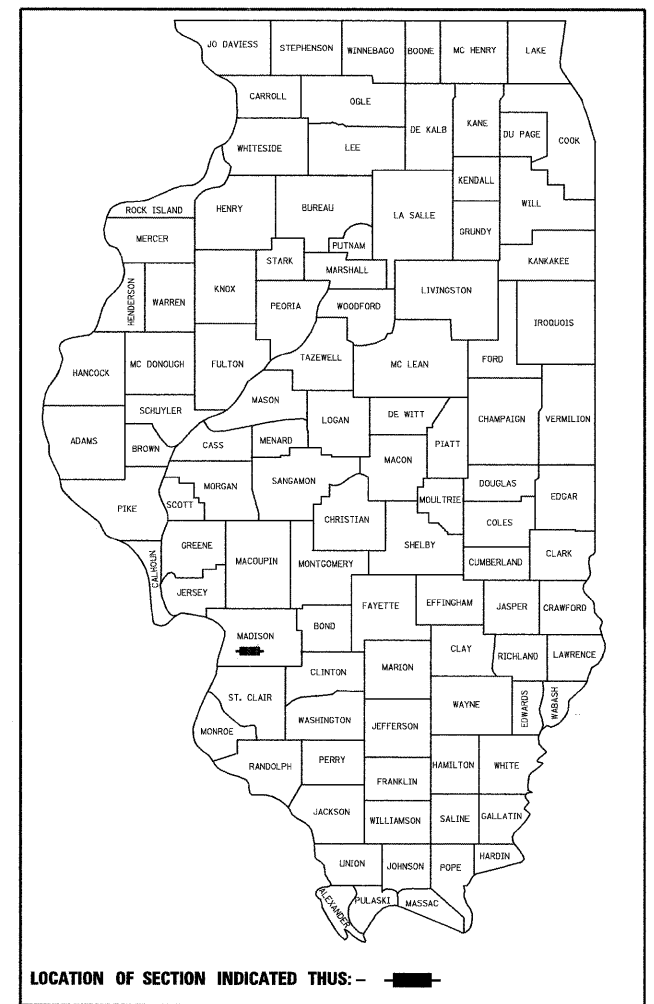 JO DAVIESS
STEPHENSON
WINNEBAGO
BOONE
MC HENRY
LAKE
CARROLL
OGLE
DE KALB
KANE
DU PAGE
COOK
WHITESIDE
LEE
KENDALL
WILL
ROCK ISLAND
HENRY
BUREAU
LA SALLE
GRUNDY
MERCER
PUTNAM
STARK
MARSHALL
KANKAKEE
HENDERSON
WARREN
KNOX
PEORIA
WOODFORD
LIVINGSTON
IROQUOIS
HANCOCK
MC DONOUGH
FULTON
TAZEWELL
MC LEAN
FORD
MASON
SCHUYLER
LOGAN
DE WITT
CHAMPAIGN
VERMILION
ADAMS
BROWN
CASS
MENARD
PIATT
MACON
MORGAN
SANGAMON
DOUGLAS
EDGAR
PIKE
SCOTT
CHRISTIAN
MOULTRIE
COLES
GREENE
MACOUPIN
MONTGOMERY
SHELBY
CUMBERLAND
CLARK
CALHOUN
JERSEY
FAYETTE
EFFINGHAM
JASPER
CRAWFORD
MADISON
BOND
CLAY
RICHLAND
LAWRENCE
CLINTON
MARION
ST. CLAIR
WAYNE
EDWARDS
WABASH
MONROE
WASHINGTON
JEFFERSON
RANDOLPH
PERRY
HAMILTON
WHITE
FRANKLIN
JACKSON
WILLIAMSON
SALINE
GALLATIN
UNION
JOHNSON
POPE
HARDIN
ALEXANDER
PULASKI
MASSAC
LOCATION OF SECTION INDICATED THUS: –